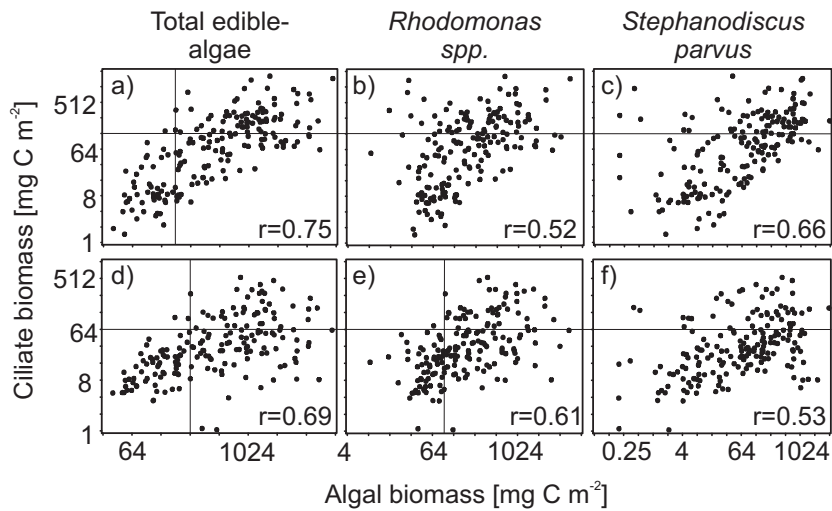 Total edible-
algae
Rhodomonas
spp.
Stephanodiscus
parvus
Ciliate biomass [mg C m-2]
512
64
8
1
a)
r=0.75
b)
r=0.52
c)
r=0.66
512
64
8
1
d)
r=0.69
e)
r=0.61
f)
r=0.53
64 1024
4 64 1024
0.25 4 64 1024
Algal biomass [mg C m-2]